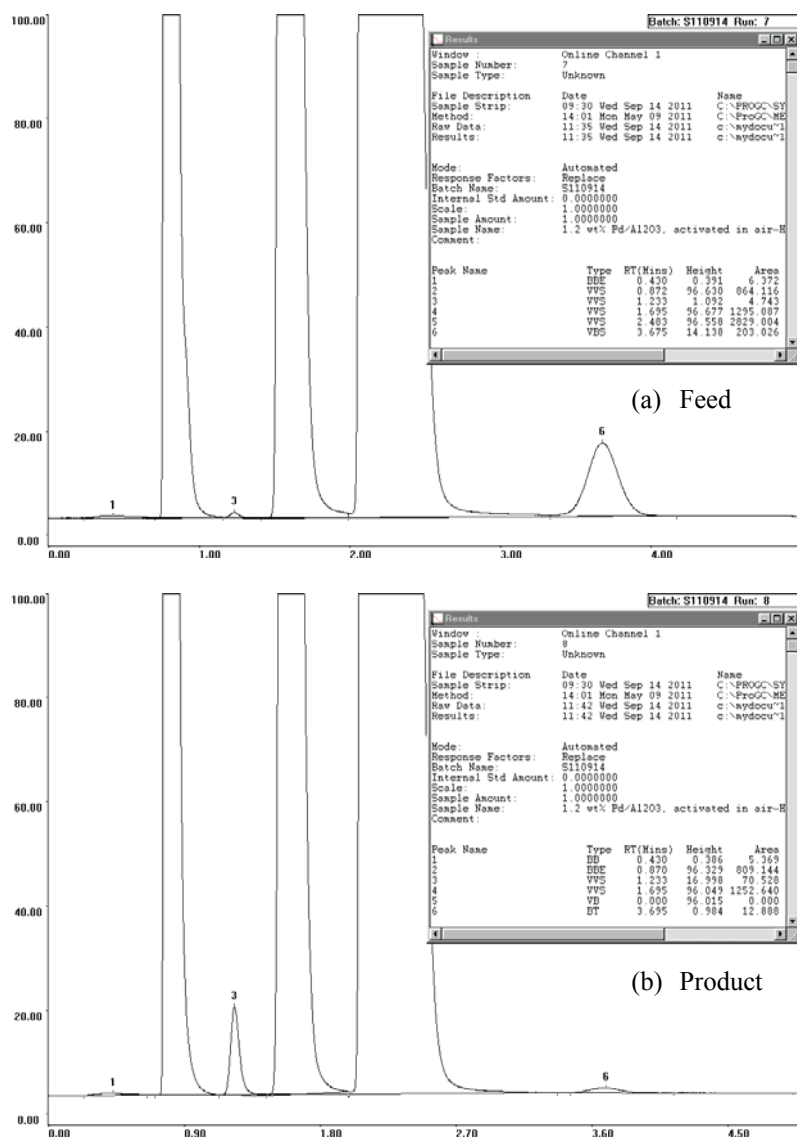 Batch: S110914 Run: 7
Results
Window : Online Channel 1
Sample Number: 7
Sample Type: Unknown
File Description Date Name
Sample Strip: 09:30 Wed Sep 14 2011 C:\PROGC\SY
Method: 14:01 Mon May 09 2011 C:\ProGC\ME
Raw Data: 11:35 Wed Sep 14 2011 c:\mydocu~1
Results: 11:35 Wed Sep 14 2011 c:\mydocu~1
Mode: Automated
Response Factors: Replace
Batch Name: S110914
Internal Std Amount: 0.0000000
Scale: 1.0000000
Sample Amount: 1.0000000
Sample Name: 1.2 wt% Pd/Al2O3, activated in air-H
Comment:
Peak Name Type RT(Mins) Height Area
1 BBE 0.430 0.391 6.372
2 VVS 0.872 96.630 864.116
3 VVS 1.233 1.092 4.743
4 VVS 1.695 96.677 1295.087
5 VVS 2.483 96.558 2829.004
6 VBS 3.675 14.138 203.026
(a) Feed
100.00
80.00
60.00
40.00
20.00
0.00
1 3 6
0.00 1.00 2.00 3.00 4.00
Batch: S110914 Run: 8
Results
Window : Online Channel 1
Sample Number: 8
Sample Type: Unknown
File Description Date Name
Sample Strip: 09:30 Wed Sep 14 2011 C:\PROGC\SY
Method: 14:01 Mon May 09 2011 C:\ProGC\ME
Raw Data: 11:42 Wed Sep 14 2011 c:\mydocu~1
Results: 11:42 Wed Sep 14 2011 c:\mydocu~1
Mode: Automated
Response Factors: Replace
Batch Name: S110914
Internal Std Amount: 0.0000000
Scale: 1.0000000
Sample Amount: 1.0000000
Sample Name: 1.2 wt% Pd/Al2O3, activated in air-H
Comment:
Peak Name Type RT(Mins) Height Area
1 BB 0.430 0.386 5.369
2 BBE 0.870 96.329 809.144
3 VVS 1.233 16.998 70.528
4 VVS 1.695 96.049 1252.640
5 VB 0.000 96.015 0.000
6 BT 3.695 0.984 12.888
(b) Product
100.00
80.00
60.00
40.00
20.00
0.00
1 3 6
0.00 0.90 1.80 2.70 3.60 4.50